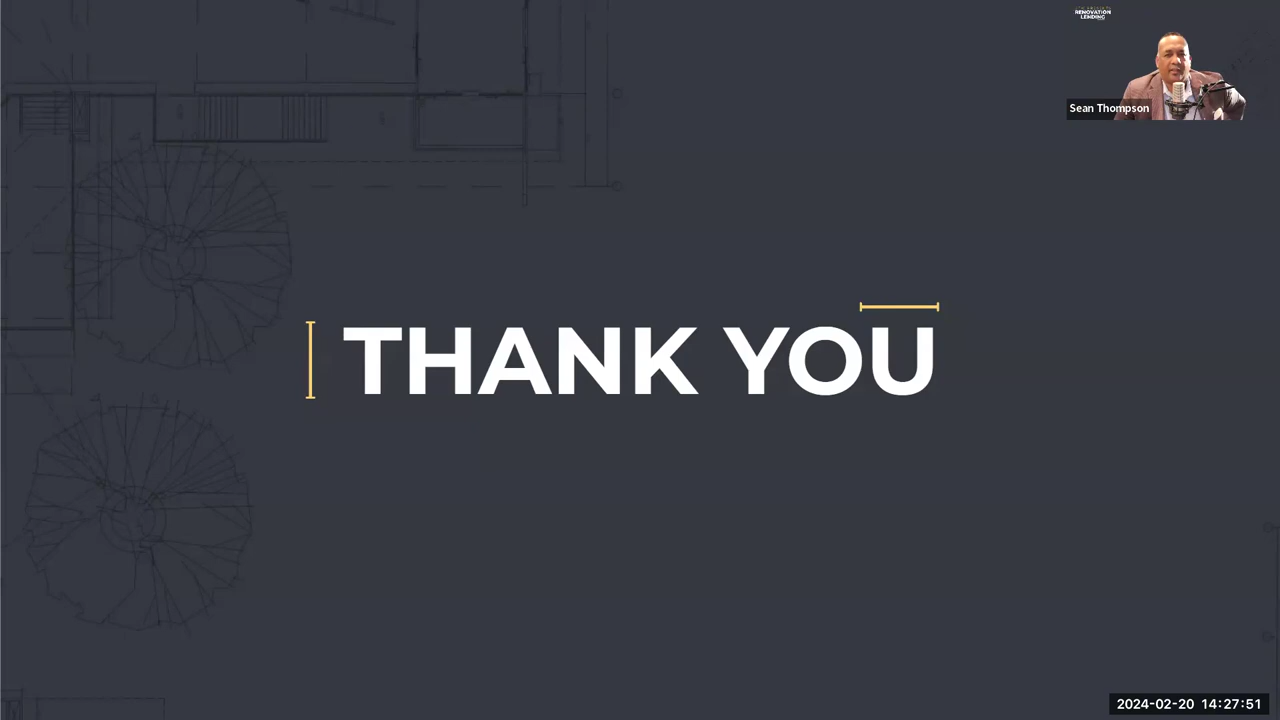 RENOVATION
LENDING
Sean Thompson
THANK YOU
2024-02-20 14:27:51